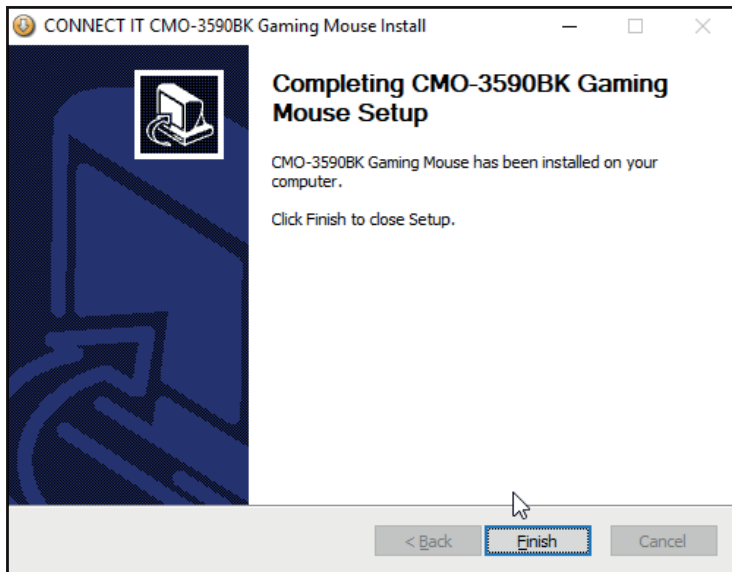 CONNECT IT CMO-3590BK Gaming Mouse Install
Completing CMO-3590BK Gaming
Mouse Setup
CMO-3590BK Gaming Mouse has been installed on your
computer.
Click Finish to close Setup.
< Back
Finish
Cancel